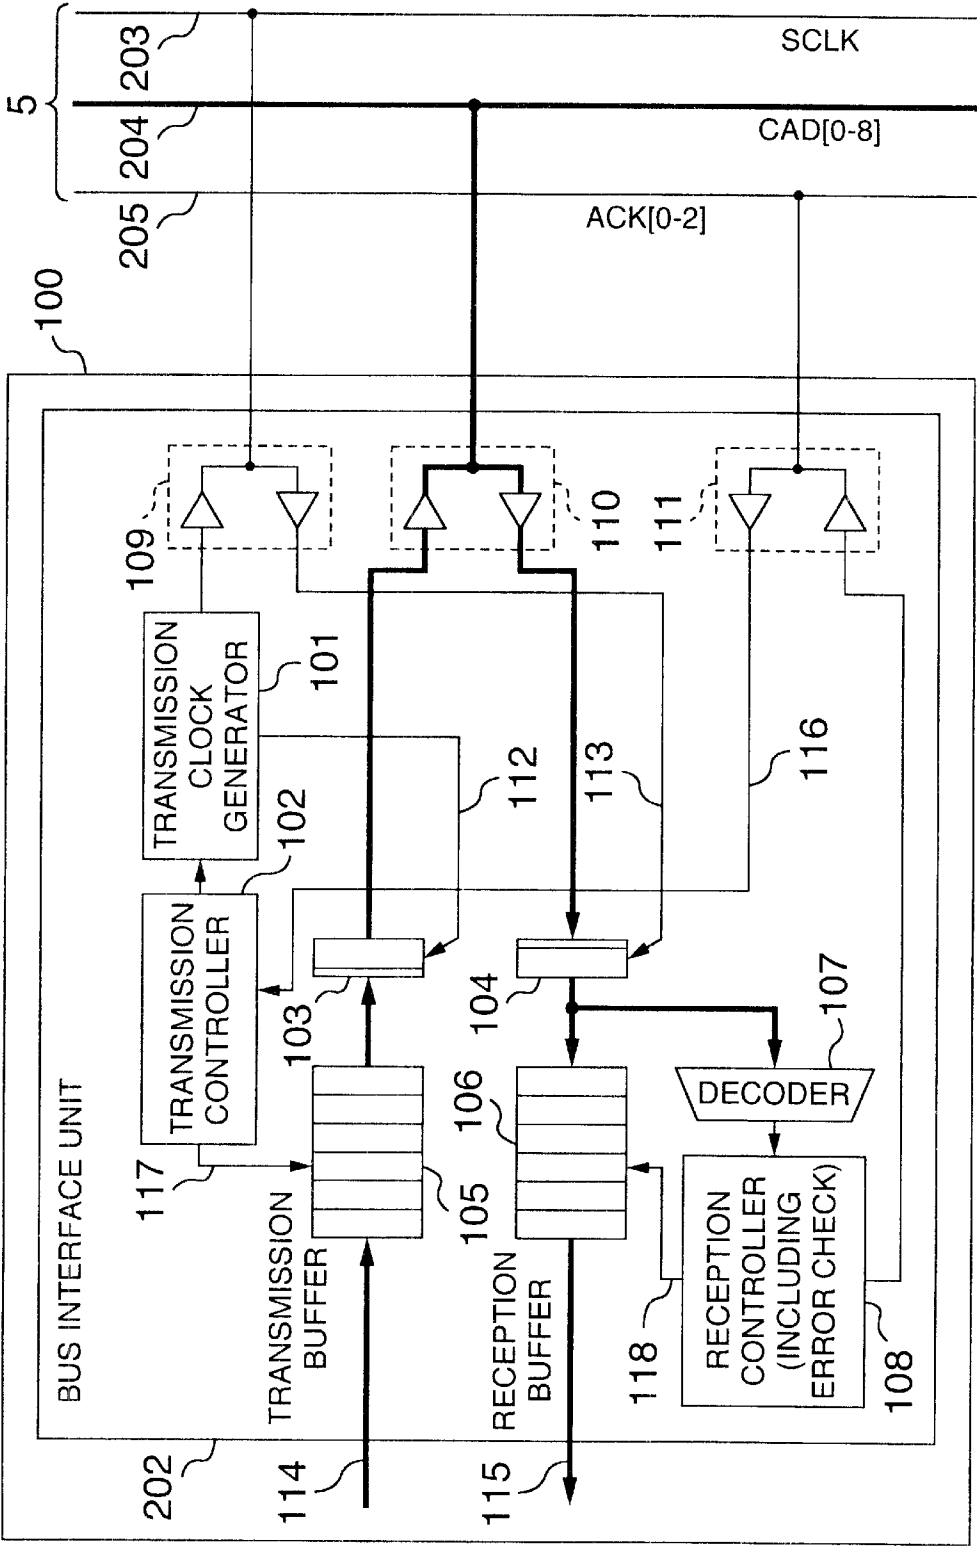 5
203
SCLK
204
CAD[0-8]
205
ACK[0-2]
100
109
110
111
TRANSMISSION
CLOCK
GENERATOR
101
112
113
116
102
TRANSMISSION
CONTROLLER
103
104
107
DECODER
BUS INTERFACE UNIT
117
105
106
TRANSMISSION
BUFFER
RECEPTION
BUFFER
118
RECEPTION
CONTROLLER
(INCLUDING
ERROR CHECK)
108
202
114
115